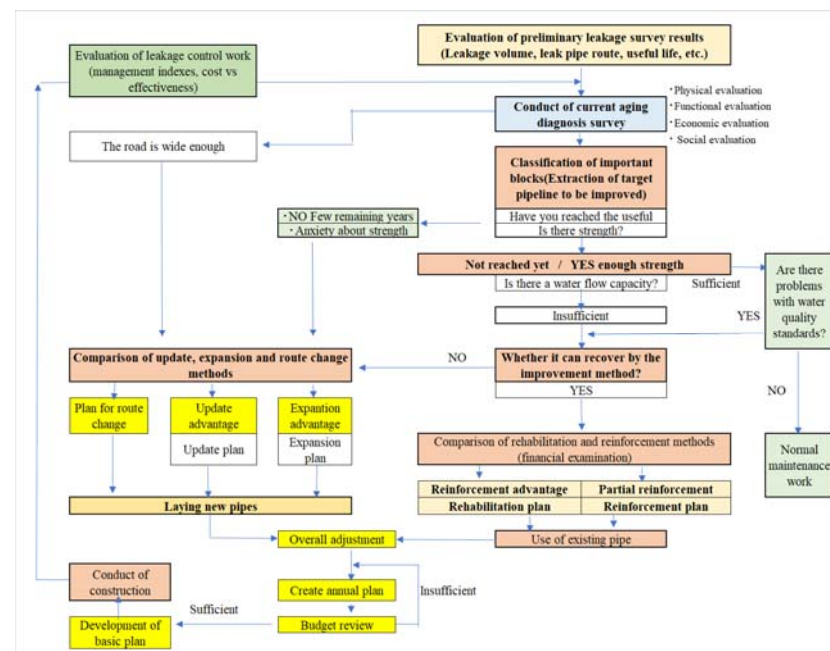 Evaluation of preliminary leakage survey results
(Leakage volume, leak pipe route, useful life, etc.)
Evaluation of leakage control work
(management indexes, cost vs
effectiveness)
・Physical evaluation
・Functional evaluation
・Economic evaluation
・Social evaluation
Conduct of current aging
diagnosis survey
The road is wide enough
Classification of important
blocks(Extraction of target
pipeline to be improved)
Have you reached the useful
Is there strength?
・NO Few remaining years
・Anxiety about strength
Not reached yet / YES enough strength
Is there a water flow capacity?
Sufficient
Are there
problems
with water
quality
standards?
Insufficient
YES
Comparison of update, expansion and route change
methods
NO
Whether it can recover by the
improvement method?
YES
NO
Plan for route
change
Update
advantage
Update plan
Expantion
advantage
Expansion
plan
Comparison of rehabilitation and reinforcement methods
(financial examination)
Normal
maintenance
work
Reinforcement advantage
Rehabilitation plan
Partial reinforcement
Reinforcement plan
Laying new pipes
Overall adjustment
Use of existing pipe
Conduct of
construction
Create annual plan
Insufficient
Sufficient
Development of
basic plan
Budget review